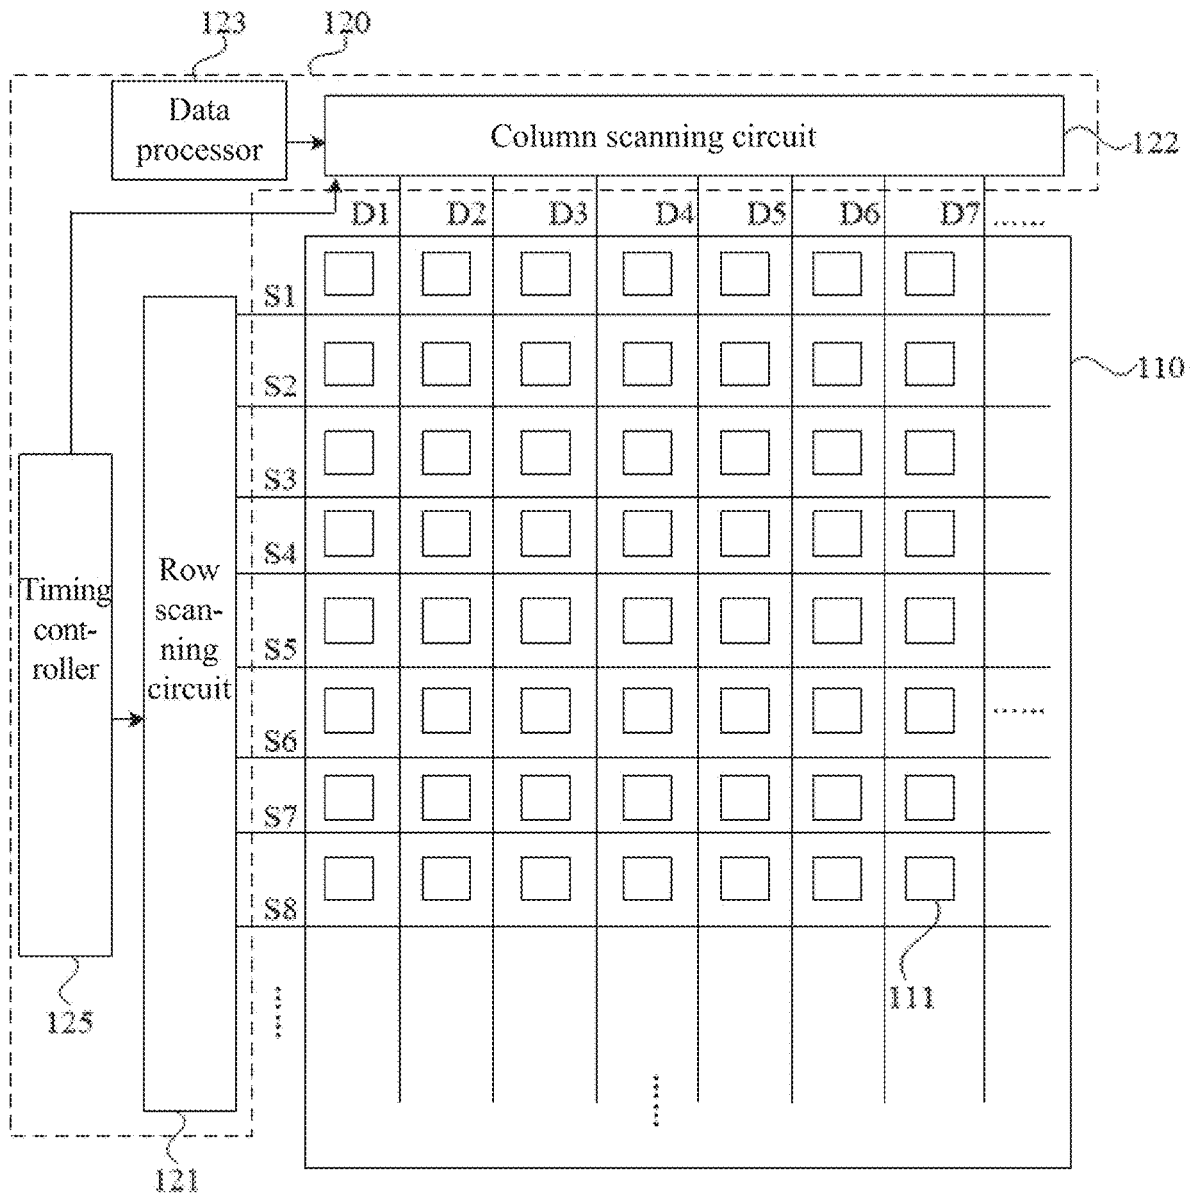 123
120
Data
processor
Column scanning circuit
122
D1 D2 D3 D4 D5 D6 D7 ......
S1
S2
110
S3
S4
S5
S6 ......
S7
S8
Timing
cont-
roller
Row
scan-
ning
circuit
111
125
......
......
121